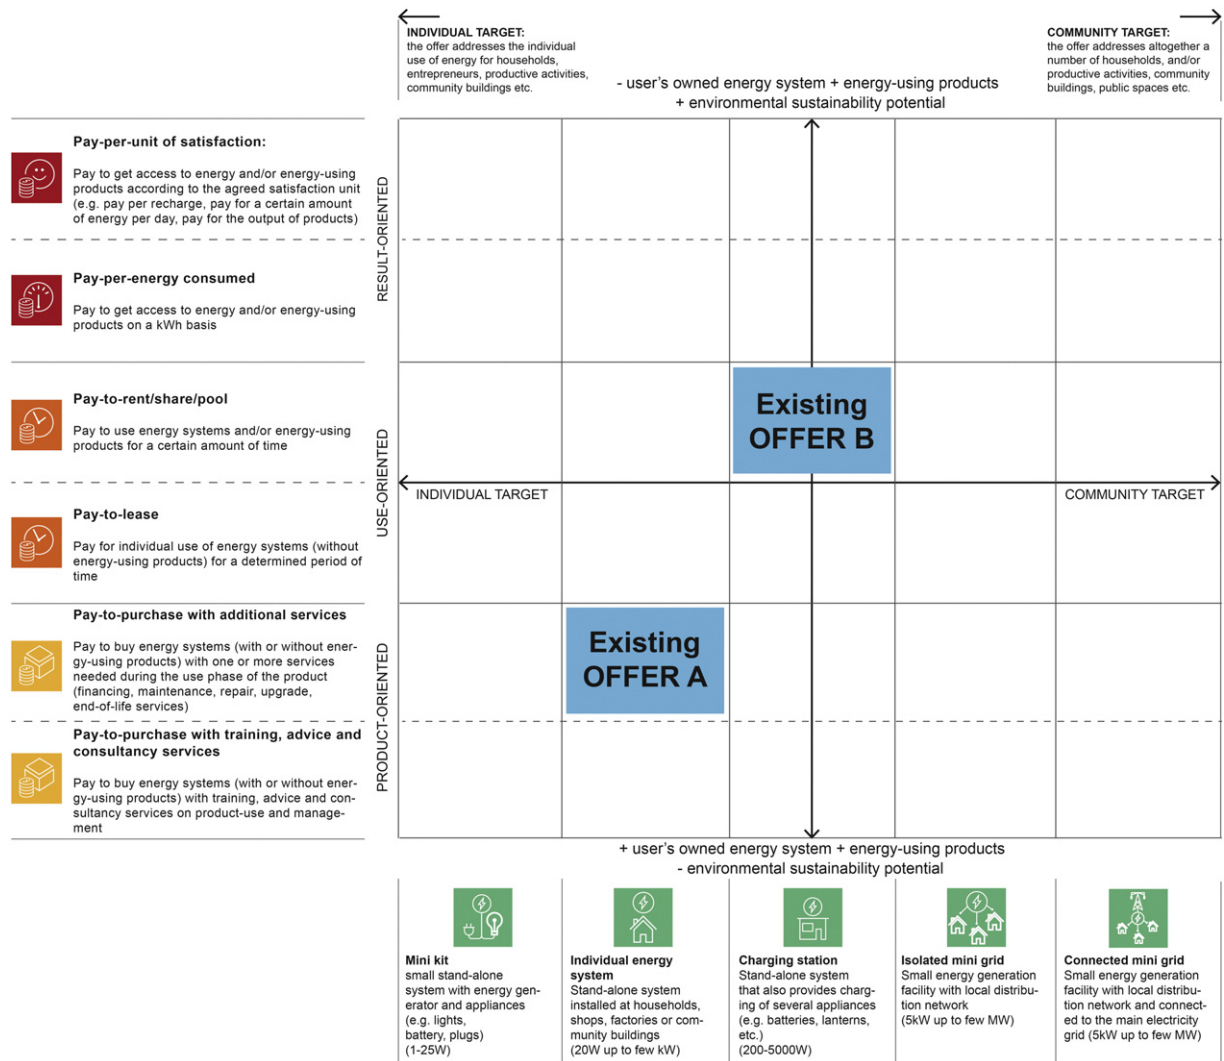 INDIVIDUAL TARGET:
the offer addresses the individual
use of energy for households,
entrepreneurs, productive activities,
community buildings etc.
- user's owned energy system + energy-using products
+ environmental sustainability potential
COMMUNITY TARGET:
the offer addresses altogether a
number of households, and/or
productive activities, community
buildings, public spaces etc.
Pay-per-unit of satisfaction:
Pay to get access to energy and/or energy-using
products according to the agreed satisfaction unit
(e.g. pay per recharge, pay for a certain amount
of energy per day, pay for the output of products)
Pay-per-energy consumed
Pay to get access to energy and/or energy-using
products on a kWh basis
RESULT-ORIENTED
Pay-to-rent/share/pool
Pay to use energy systems and/or energy-using
products for a certain amount of time
Pay-to-lease
Pay for individual use of energy systems (without
energy-using products) for a determined period of
time
USE-ORIENTED
Existing
OFFER B
INDIVIDUAL TARGET
COMMUNITY TARGET
Pay-to-purchase with additional services
Pay to buy energy systems (with or without ener-
gy-using products) with one or more services
needed during the use phase of the product
(financing, maintenance, repair, upgrade,
end-of-life services)
Pay-to-purchase with training, advice and
consultancy services
Pay to buy energy systems (with or without ener-
gy-using products) with training, advice and con-
sultancy services on product-use and manage-
ment
PRODUCT-ORIENTED
Existing
OFFER A
+ user's owned energy system + energy-using products
- environmental sustainability potential
Mini kit
small stand-alone
system with energy gen-
erator and appliances
(e.g. lights,
battery, plugs)
(1-25W)
Individual energy
system
Stand-alone system
installed at households,
shops, factories or com-
munity buildings
(20W up to few kW)
Charging station
Stand-alone system
that also provides charg-
ing of several appliances
(e.g. batteries, lanterns,
etc.)
(200-5000W)
Isolated mini grid
Small energy generation
facility with local distribu-
tion network
(5kW up to few MW)
Connected mini grid
Small energy generation
facility with local distribu-
tion network and connect-
ed to the main electricity
grid (5kW up to few MW)